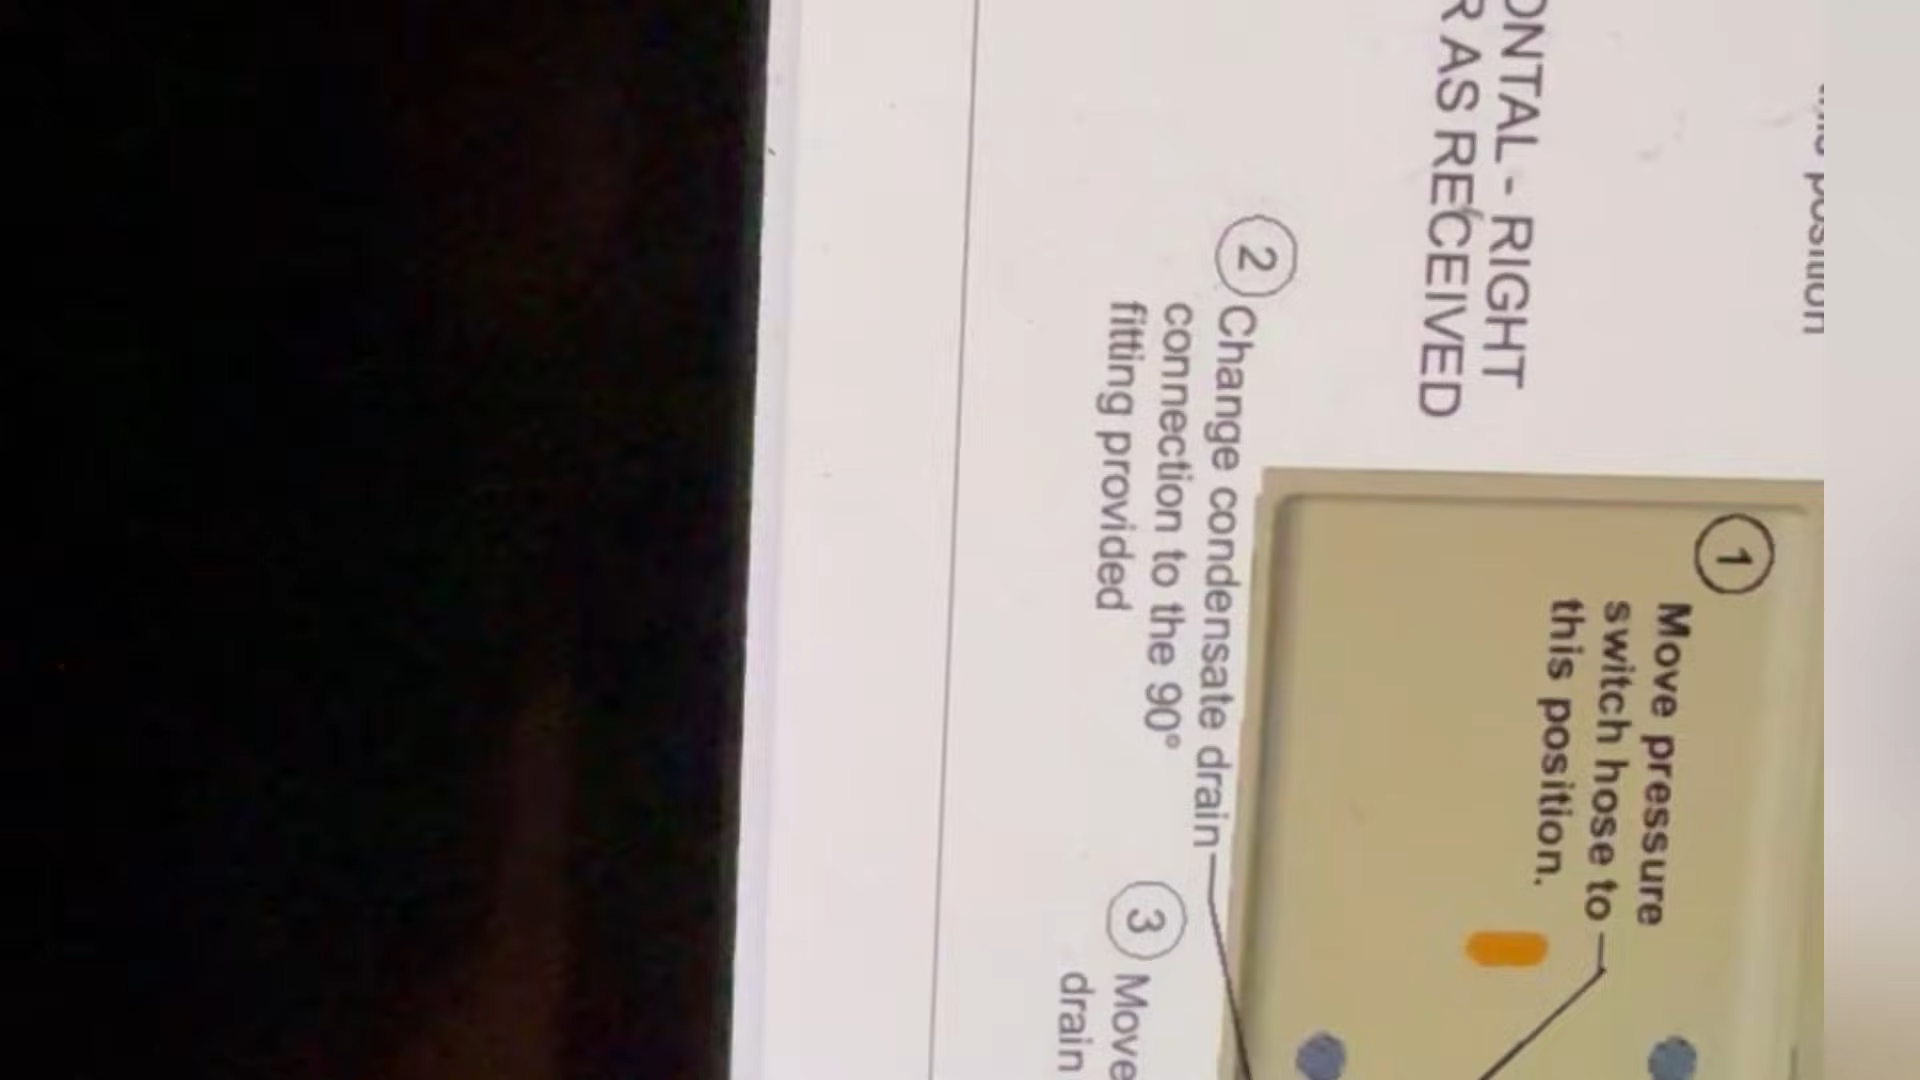 position
ONTAL - RIGHT
R AS RECEIVED
1
Move pressure
switch hose to
this position.
2 Change condensate drain
connection to the 90°
fitting provided
3 Move
drain